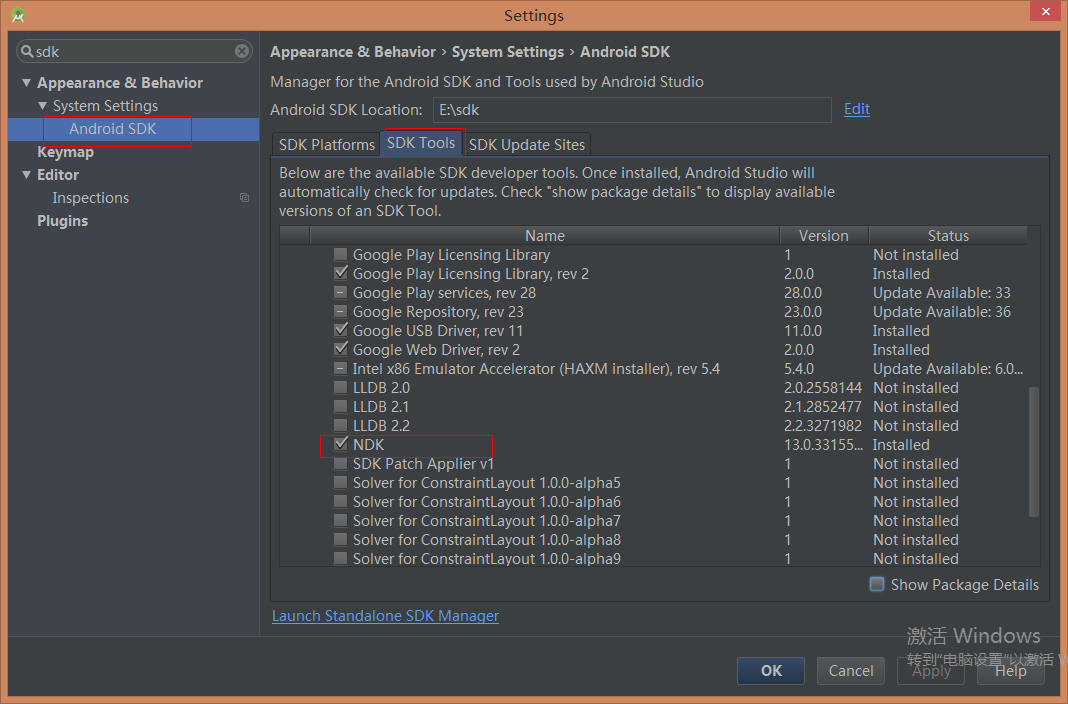 Settings
sdk
Appearance & Behavior
System Settings
Android SDK
Keymap
Editor
Inspections
Plugins
Appearance & Behavior › System Settings › Android SDK
Manager for the Android SDK and Tools used by Android Studio
Android SDK Location: E:\sdk Edit
SDK Platforms SDK Tools SDK Update Sites
Below are the available SDK developer tools. Once installed, Android Studio will
automatically check for updates. Check "show package details" to display available
versions of an SDK Tool.
Name Version Status
Google Play Licensing Library 1 Not installed
Google Play Licensing Library, rev 2 2.0.0 Installed
Google Play services, rev 28 28.0.0 Update Available: 33
Google Repository, rev 23 23.0.0 Update Available: 36
Google USB Driver, rev 11 11.0.0 Installed
Google Web Driver, rev 2 2.0.0 Installed
Intel x86 Emulator Accelerator (HAXM installer), rev 5.4 5.4.0 Update Available: 6.0...
LLDB 2.0 2.0.2558144 Not installed
LLDB 2.1 2.1.2852477 Not installed
LLDB 2.2 2.2.3271982 Not installed
NDK 13.0.33155... Installed
SDK Patch Applier v1 1 Not installed
Solver for ConstraintLayout 1.0.0-alpha5 1 Not installed
Solver for ConstraintLayout 1.0.0-alpha6 1 Not installed
Solver for ConstraintLayout 1.0.0-alpha7 1 Not installed
Solver for ConstraintLayout 1.0.0-alpha8 1 Not installed
Solver for ConstraintLayout 1.0.0-alpha9 1 Not installed
Show Package Details
Launch Standalone SDK Manager
激活 Windows
转到"电脑设置"以激活 W
OK Cancel Apply Help